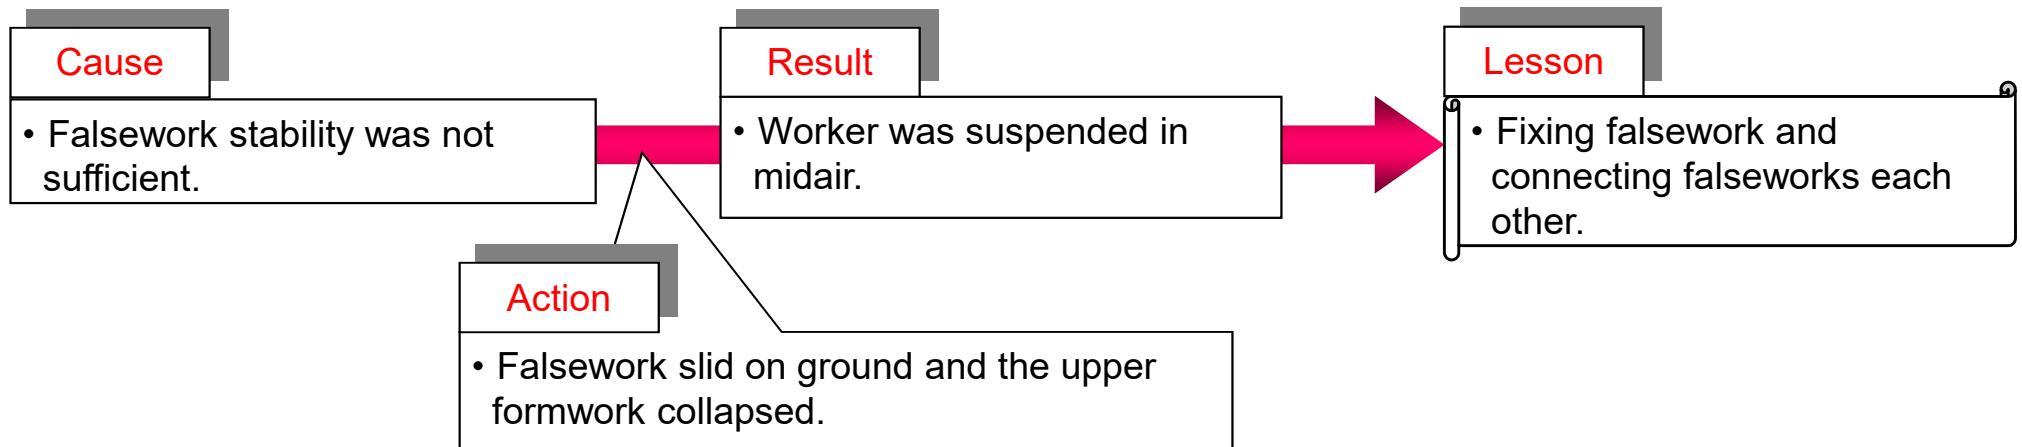 Cause
• Falsework stability was not
sufficient.
Result
• Worker was suspended in
midair.
Lesson
• Fixing falsework and
connecting falseworks each
other.
Action
• Falsework slid on ground and the upper
formwork collapsed.